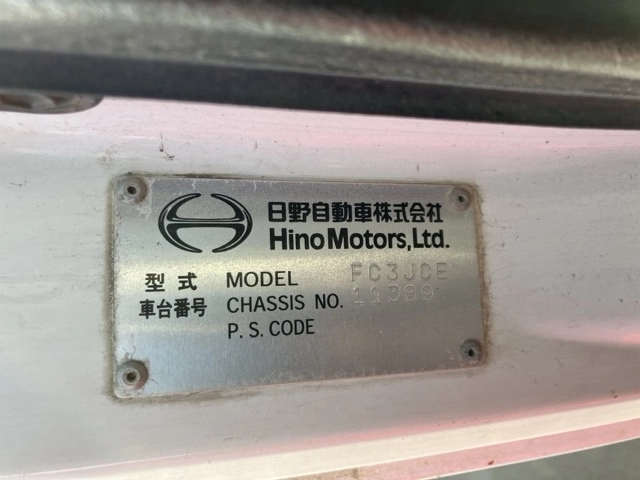 日野自動車株式会社
Hino Motors, Ltd.
型式 MODEL FC3JCE
車台番号 CHASSIS NO. 11389
P.S.CODE